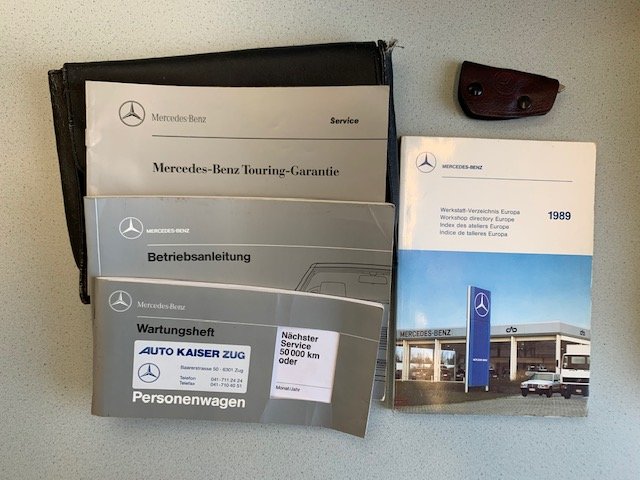 Mercedes-Benz
Service
Mercedes-Benz Touring-Garantie
MERCEDES-BENZ
Betriebsanleitung
Mercedes-Benz
Wartungsheft
Nächster
Service
50 000 km
oder
Monat/Jahr
AUTO KAISER ZUG
Baarerstrasse 50 - 6301 Zug
Telefon 041-711 24 24
Telefax 041-710 40 51
Personenwagen
MERCEDES-BENZ
Werkstatt-Verzeichnis Europa
Workshop directory Europe
Index des ateliers Europe
Indice de talleres Europa
1989
MERCEDES-BENZ
MERCEDES-BENZ